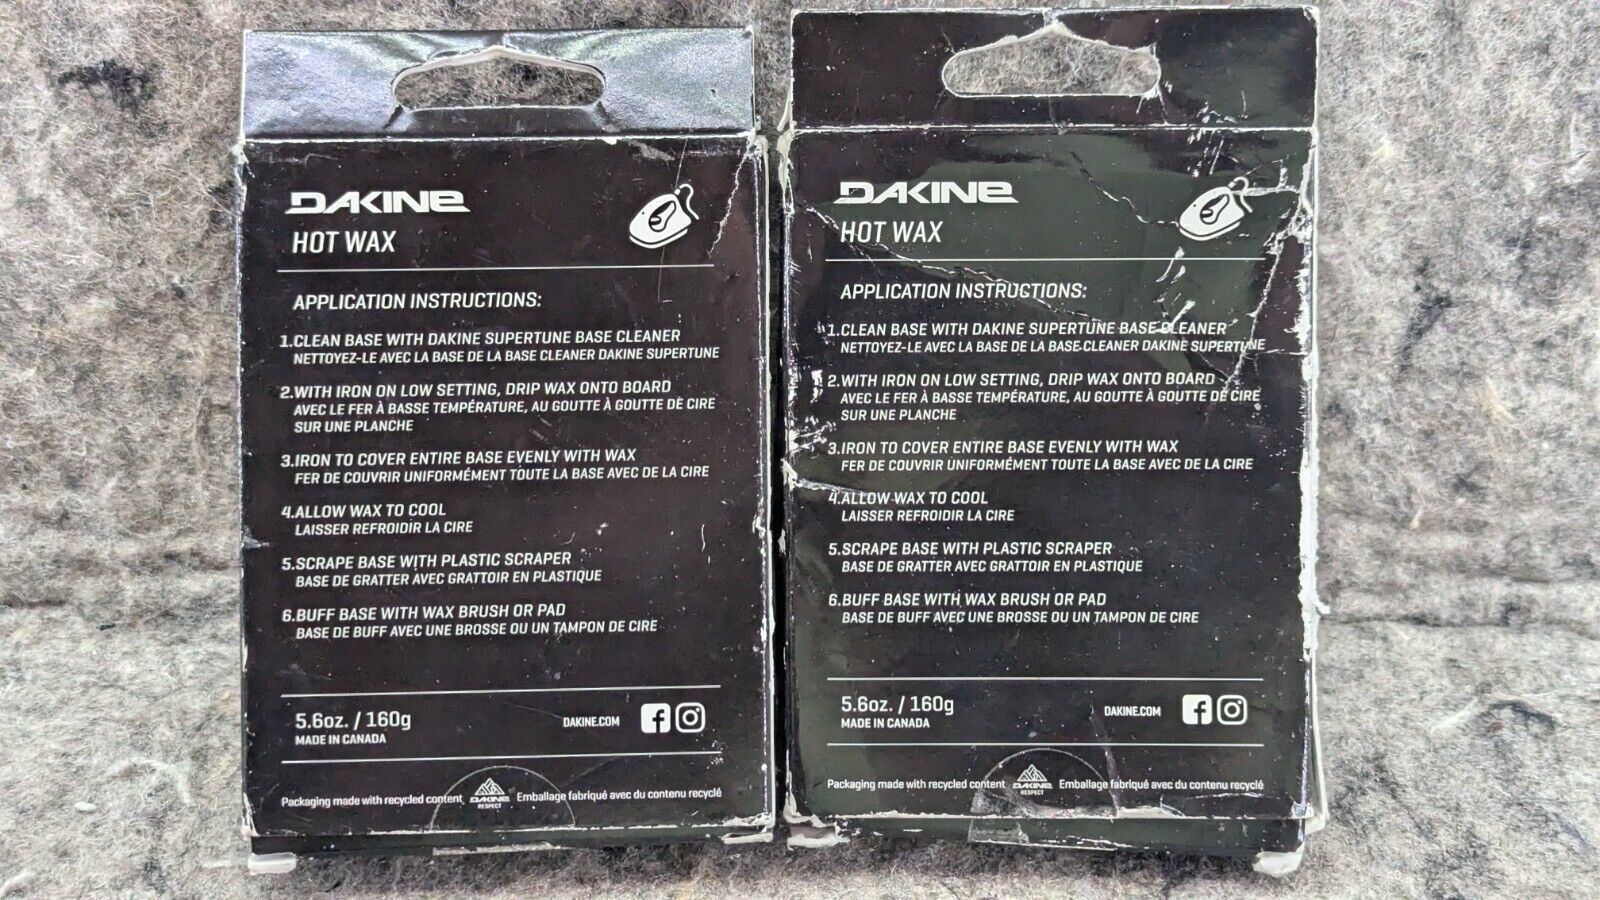 DAKINE
HOT WAX
APPLICATION INSTRUCTIONS:
1.CLEAN BASE WITH DAKINE SUPERTUNE BASE CLEANER
NETTOYEZ-LE AVEC LA BASE DE LA BASE CLEANER DAKINE SUPERTUNE
2.WITH IRON ON LOW SETTING, DRIP WAX ONTO BOARD
AVEC LE FER À BASSE TEMPÉRATURE, AU GOUTTE À GOUTTE DE CIRE
SUR UNE PLANCHE
3.IRON TO COVER ENTIRE BASE EVENLY WITH WAX
FER DE COUVRIR UNIFORMÉMENT TOUTE LA BASE AVEC DE LA CIRE
4.ALLOW WAX TO COOL
LAISSER REFROIDIR LA CIRE
5.SCRAPE BASE WITH PLASTIC SCRAPER
BASE DE GRATTER AVEC GRATTOIR EN PLASTIQUE
6.BUFF BASE WITH WAX BRUSH OR PAD
BASE DE BUFF AVEC UNE BROSSE OU UN TAMPON DE CIRE
5.6oz. / 160g
MADE IN CANADA
DAKINE.COM
Packaging made with recycled content
DAKINE
RESPECT
Emballage fabriqué avec du contenu recyclé
DAKINE
HOT WAX
APPLICATION INSTRUCTIONS:
1.CLEAN BASE WITH DAKINE SUPERTUNE BASE CLEANER
NETTOYEZ-LE AVEC LA BASE DE LA BASE CLEANER DAKINE SUPERTUNE
2.WITH IRON ON LOW SETTING, DRIP WAX ONTO BOARD
AVEC LE FER À BASSE TEMPÉRATURE, AU GOUTTE À GOUTTE DE CIRE
SUR UNE PLANCHE
3.IRON TO COVER ENTIRE BASE EVENLY WITH WAX
FER DE COUVRIR UNIFORMÉMENT TOUTE LA BASE AVEC DE LA CIRE
4.ALLOW WAX TO COOL
LAISSER REFROIDIR LA CIRE
5.SCRAPE BASE WITH PLASTIC SCRAPER
BASE DE GRATTER AVEC GRATTOIR EN PLASTIQUE
6.BUFF BASE WITH WAX BRUSH OR PAD
BASE DE BUFF AVEC UNE BROSSE OU UN TAMPON DE CIRE
5.6oz. / 160g
MADE IN CANADA
DAKINE.COM
Packaging made with recycled content
DAKINE
RESPECT
Emballage fabriqué avec du contenu recyclé